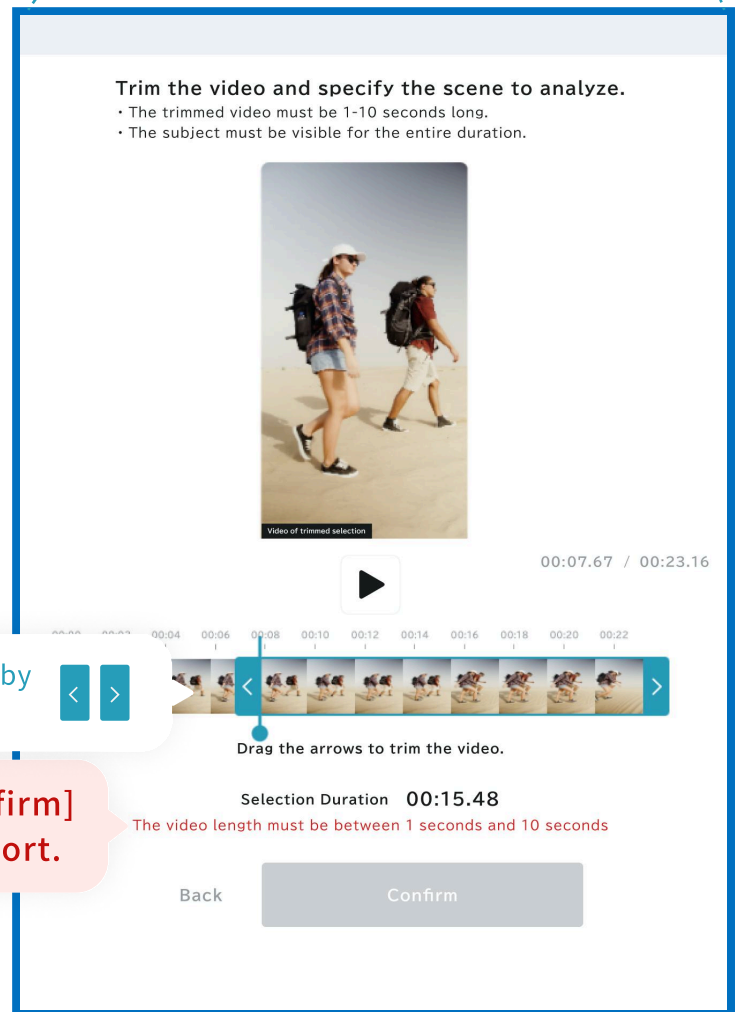 Trim the video and specify the scene to analyze.
・The trimmed video must be 1-10 seconds long.
・The subject must be visible for the entire duration.
Video of trimmed selection
00:07.67 / 00:23.16
00:04 00:06 00:08 00:10 00:12 00:14 00:16 00:18 00:20 00:22
by < >
Drag the arrows to trim the video.
Selection Duration 00:15.48
firm]
ort.
The video length must be between 1 seconds and 10 seconds
Back Confirm